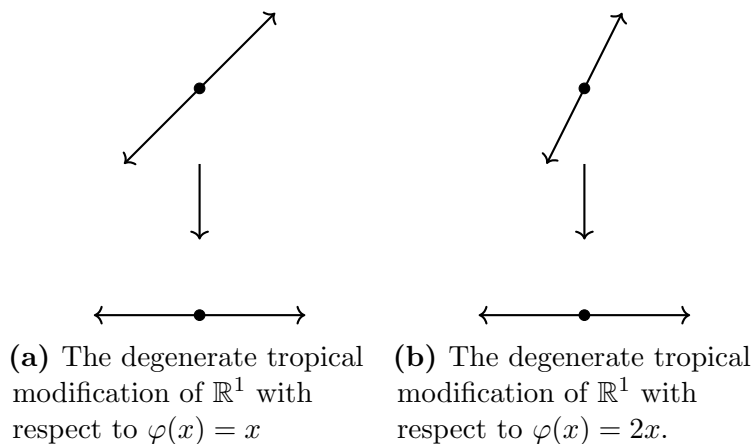 (a) The degenerate tropical
modification of ℝ¹ with
respect to φ(x) = x
(b) The degenerate tropical
modification of ℝ¹ with
respect to φ(x) = 2x.